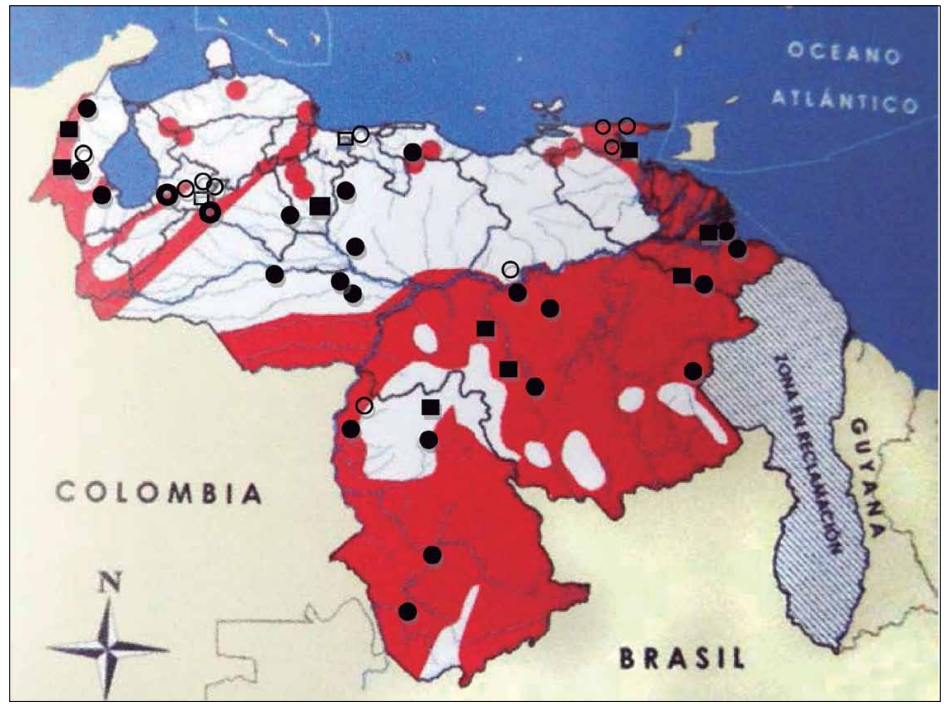 OCEANO
ATLÁNTICO
COLOMBIA
ZONA EN RECLAMACIÓN
GUYANA
N
BRASIL